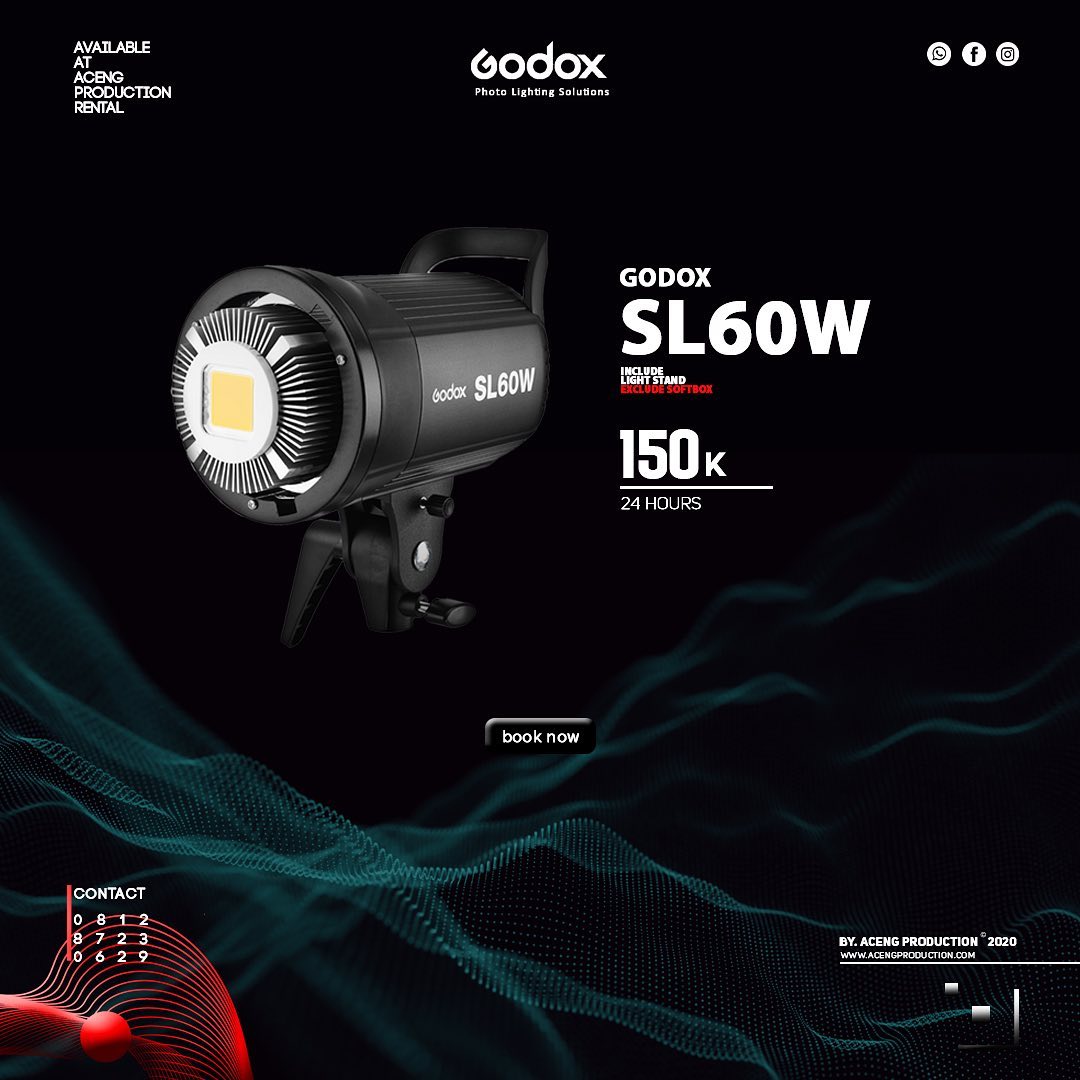 AVAILABLE
AT
ACENG
PRODUCTION
RENTAL
Godox
Photo Lighting Solutions
GODOX
SL60W
INCLUDE
LIGHT STAND
EXCLUDE SOFTBOX
Godox SL60W
150K
24 HOURS
book now
CONTACT
0 8 1 2
8 7 2 3
0 6 2 9
BY. ACENG PRODUCTION © 2020
WWW.ACENGPRODUCTION.COM